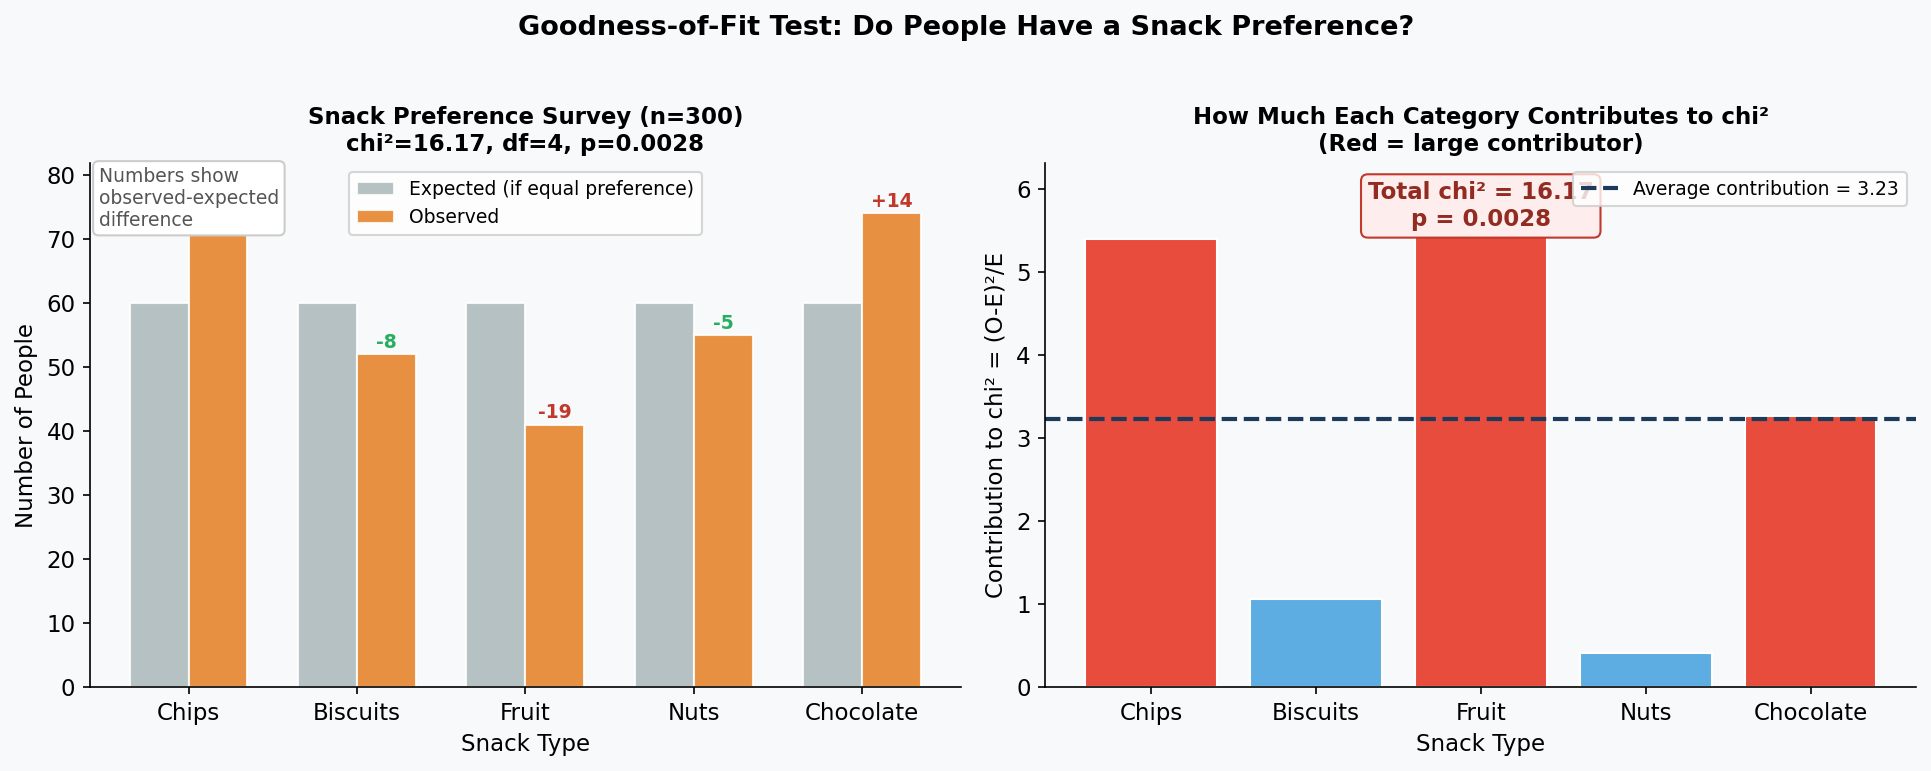 Goodness-of-Fit Test: Do People Have a Snack Preference?
Snack Preference Survey (n=300)
chi²=16.17, df=4, p=0.0028
Numbers show
observed-expected
difference
Expected (if equal preference)
Observed
80
70
60
50
40
30
20
10
0
Number of People
-8
-19
-5
+14
Chips
Biscuits
Fruit
Nuts
Chocolate
Snack Type
How Much Each Category Contributes to chi²
(Red = large contributor)
Total chi² = 16.17
p = 0.0028
Average contribution = 3.23
6
5
4
3
2
1
0
Contribution to chi² = (O-E)²/E
Chips
Biscuits
Fruit
Nuts
Chocolate
Snack Type